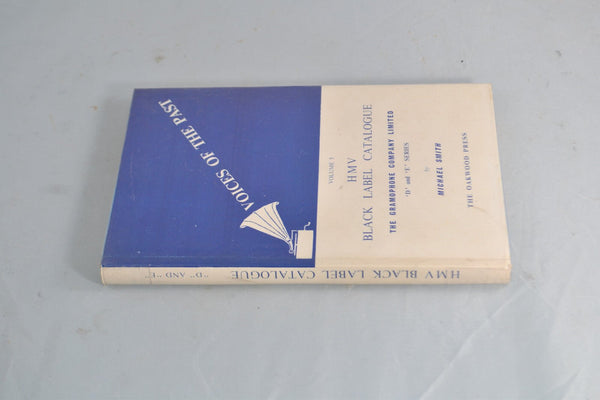 VOICES OF THE PAST
VOLUME 5
HMV
BLACK LABEL CATALOGUE
THE GRAMOPHONE COMPANY LIMITED
'D' and 'E' SERIES
by
MICHAEL SMITH
THE OAKWOOD PRESS
HMV BLACK LABEL CATALOGUE "D" AND "E"